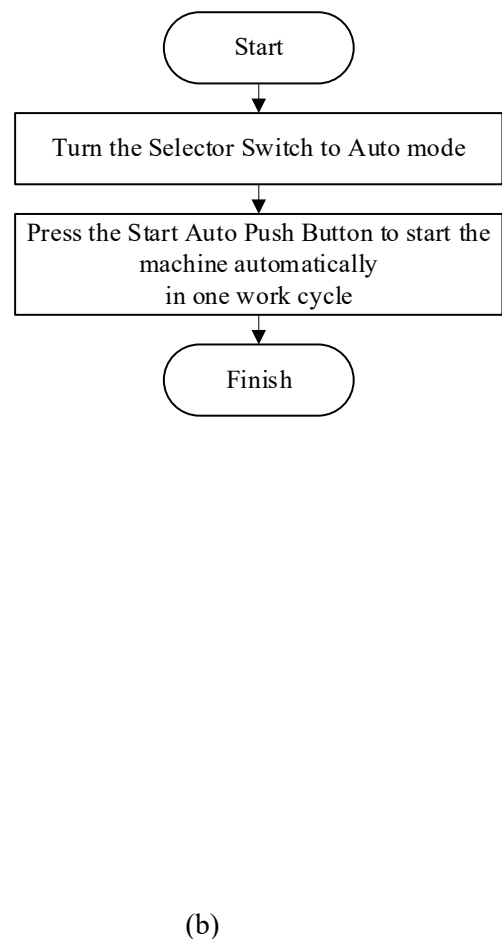 Start
Turn the Selector Switch to Auto mode
Press the Start Auto Push Button to start the
machine automatically
in one work cycle
Finish
(b)